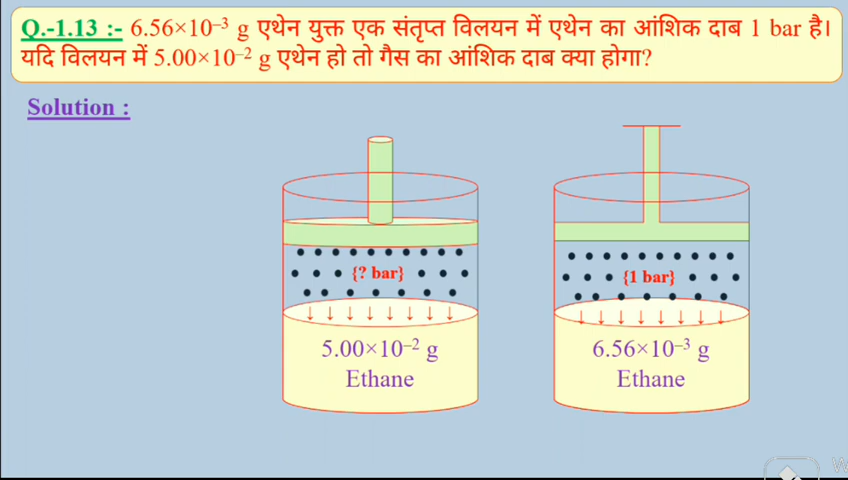 Q.-1.13 :- 6.56×10⁻³ g एथेन युक्त एक संतृप्त विलयन में एथेन का आंशिक दाब 1 bar है।
यदि विलयन में 5.00×10⁻² g एथेन हो तो गैस का आंशिक दाब क्या होगा?
Solution :
{? bar}
{1 bar}
5.00×10⁻² g
Ethane
6.56×10⁻³ g
Ethane